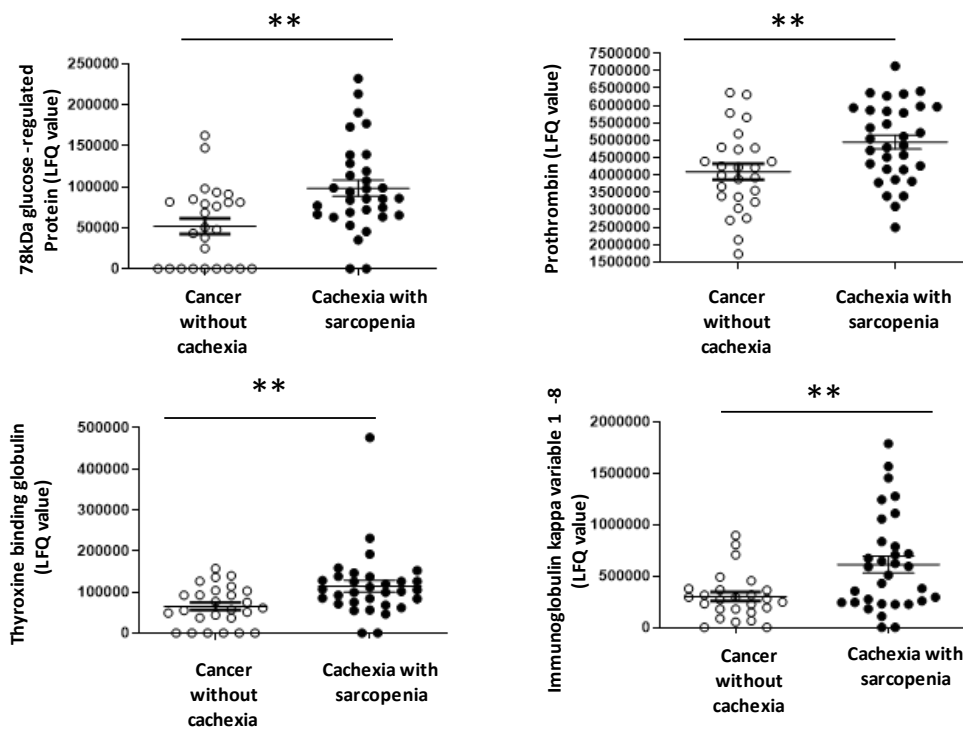 **
78kDa glucose -regulated
Protein (LFQ value)
250000
200000
150000
100000
50000
0
Cancer
without
cachexia
Cachexia with
sarcopenia
**
Prothrombin (LFQ value)
7500000
7000000
6500000
6000000
5500000
5000000
4500000
4000000
3500000
3000000
2500000
2000000
1500000
Cancer
without
cachexia
Cachexia with
sarcopenia
**
Thyroxine binding globulin
(LFQ value)
500000
400000
300000
200000
100000
0
Cancer
without
cachexia
Cachexia with
sarcopenia
**
Immunoglobulin kappa variable 1 -8
(LFQ value)
2000000
1500000
1000000
500000
0
Cancer
without
cachexia
Cachexia with
sarcopenia